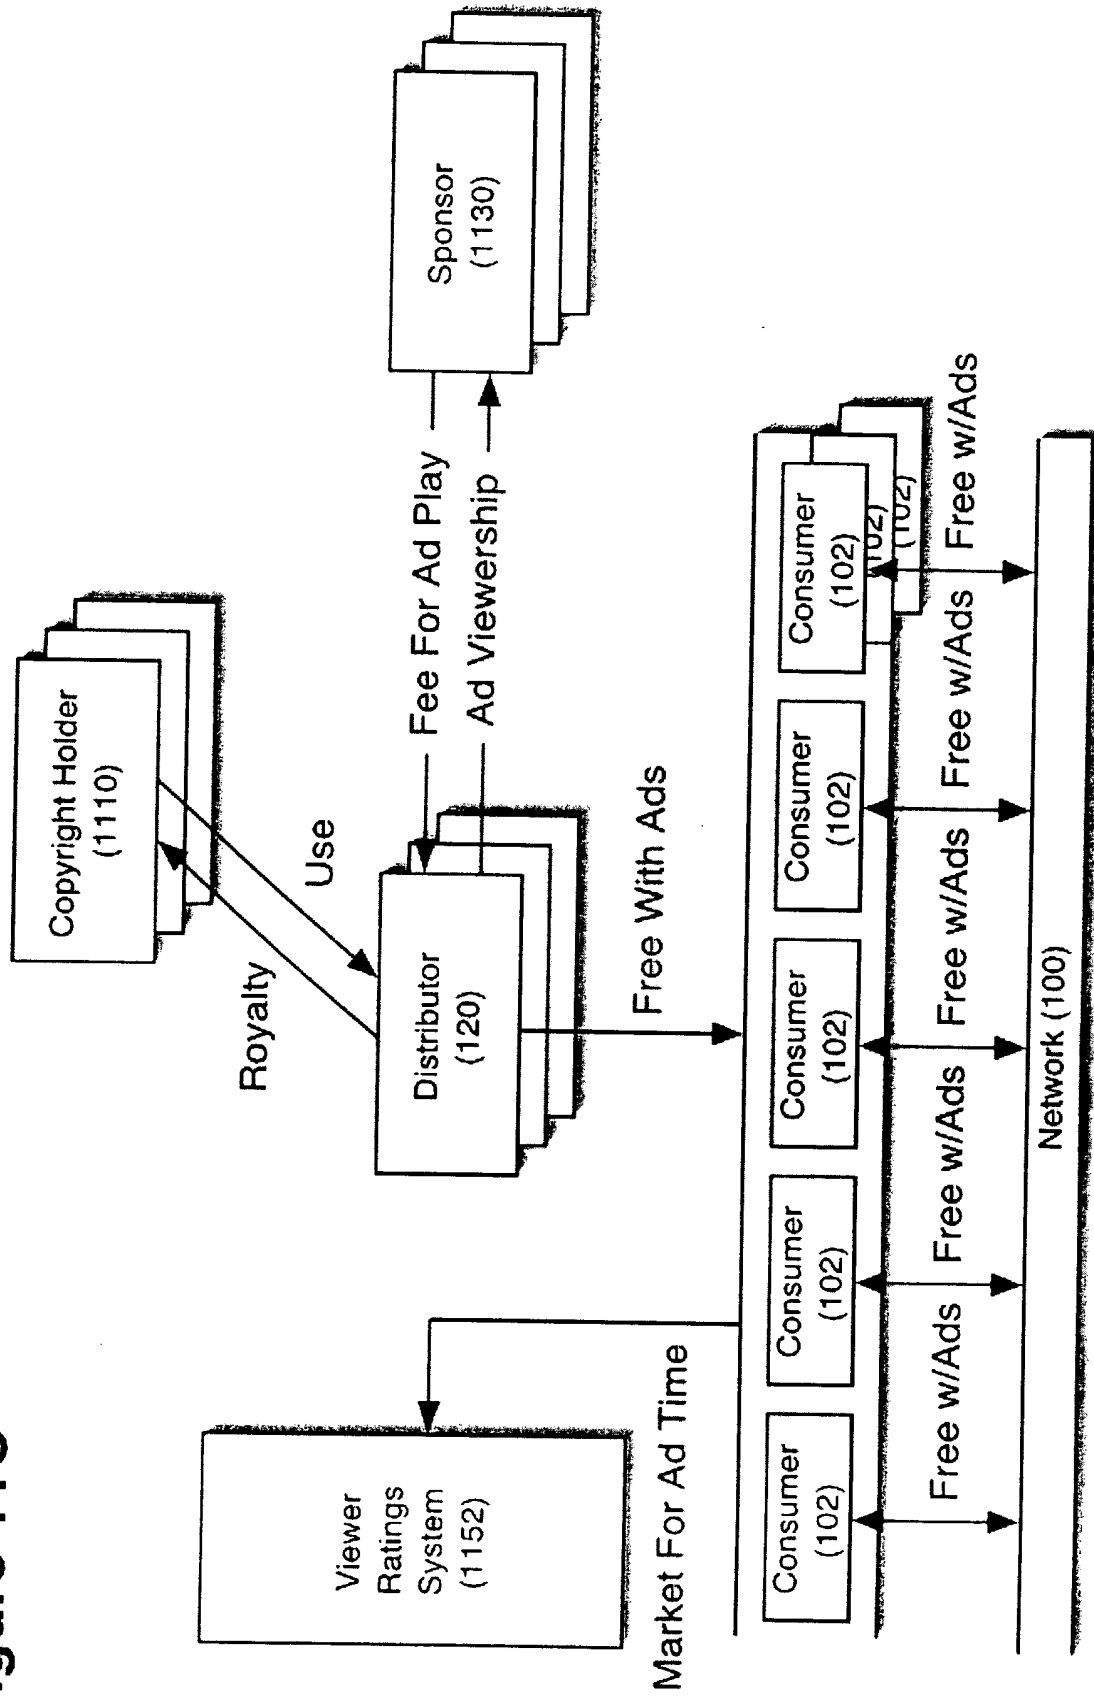 Copyright Holder
(1110)
Royalty
Use
Viewer
Ratings
System
(1152)
Distributor
(120)
Fee For Ad Play
Ad Viewership
Sponsor
(1130)
Market For Ad Time
Free With Ads
Consumer
(102)
Consumer
(102)
Consumer
(102)
Consumer
(102)
Consumer
(102)
102)
(102)
Free w/Ads
Free w/Ads
Free w/Ads
Free w/Ads
Free w/Ads
Network (100)